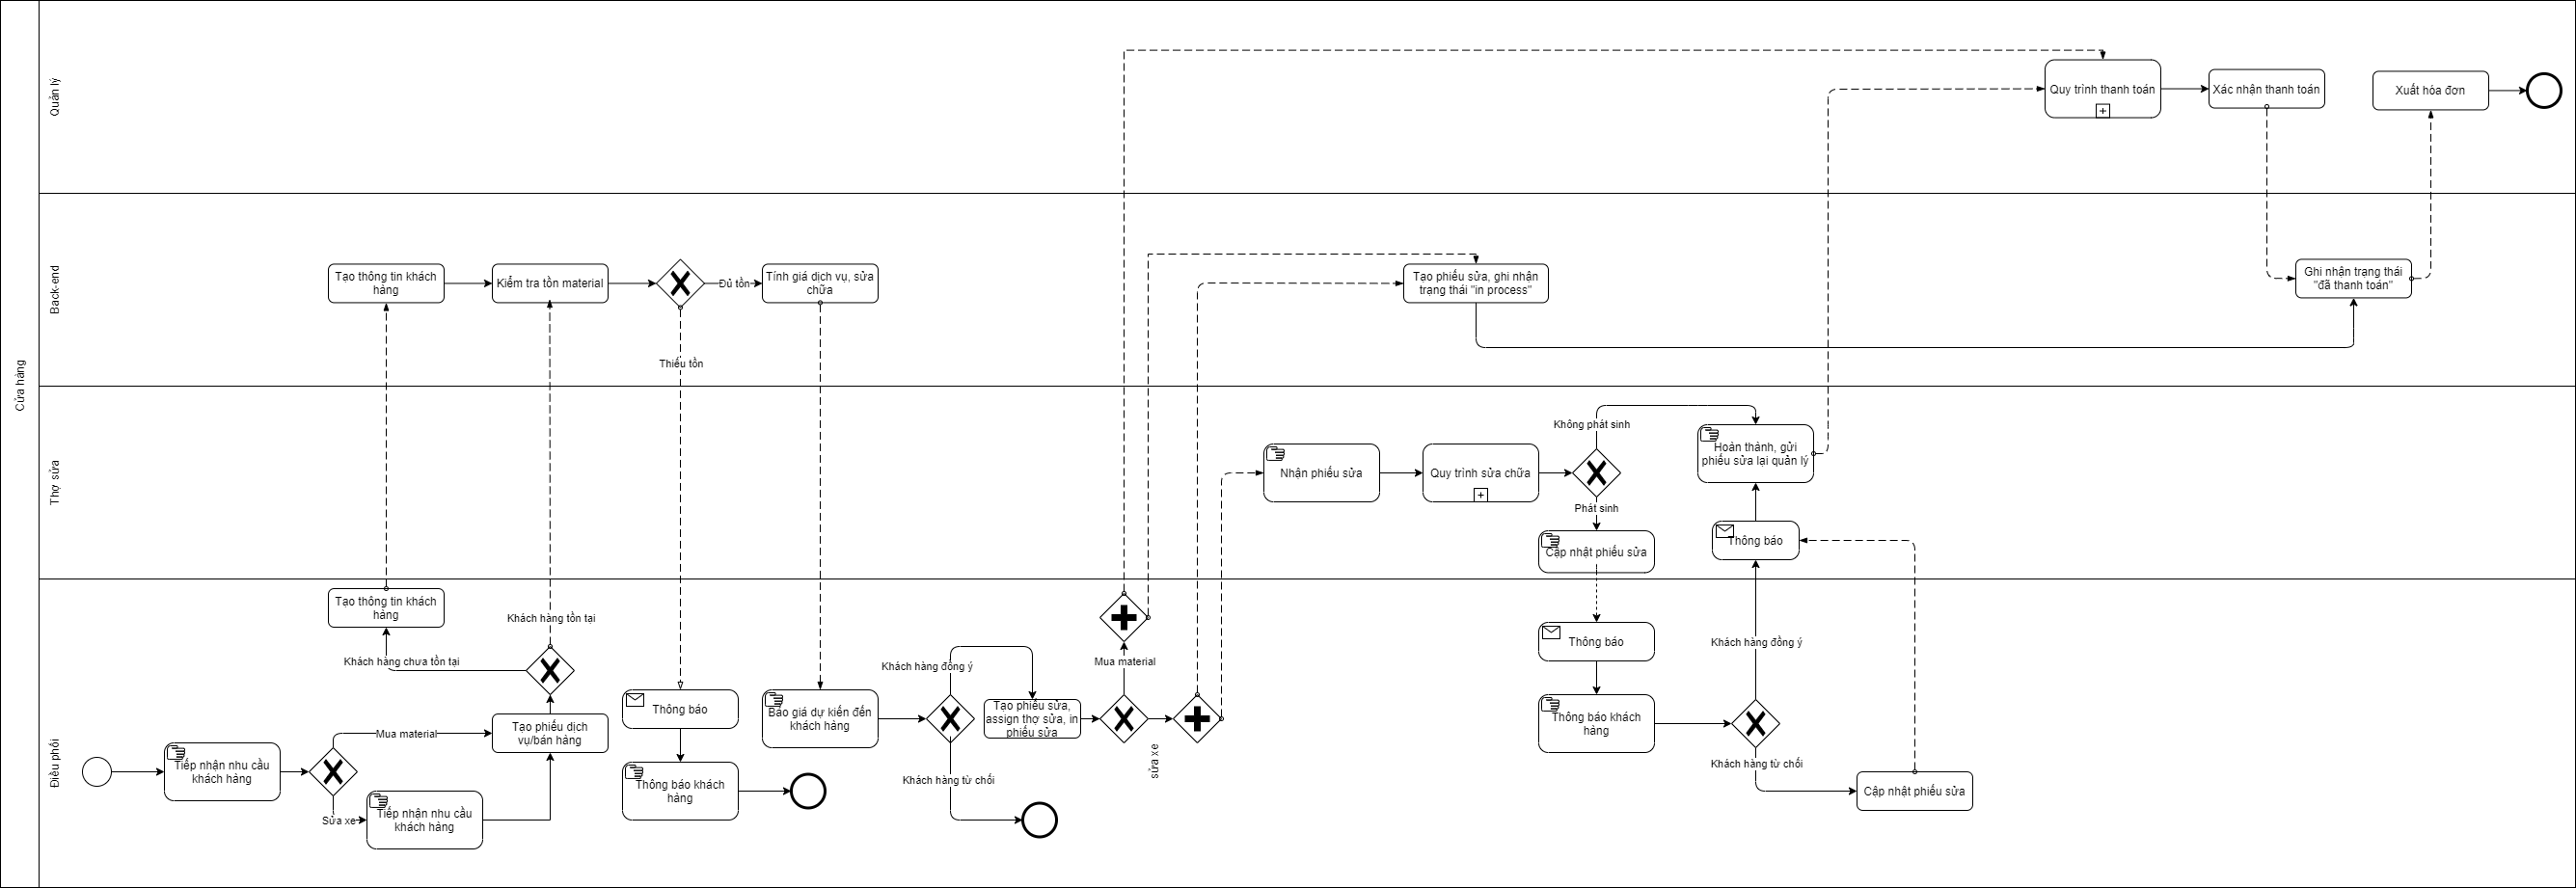 Cửa hàng
Quản lý
Quy trình thanh toán
Xác nhận thanh toán
Xuất hóa đơn
Back-end
Tạo thông tin khách
hàng
Kiểm tra tồn material
Đủ tồn
Tính giá dịch vụ, sửa
chữa
Thiếu tồn
Tạo phiếu sửa, ghi nhận
trạng thái "in process"
Ghi nhận trạng thái
"đã thanh toán"
Thợ sửa
Nhận phiếu sửa
Quy trình sửa chữa
Không phát sinh
Phát sinh
Hoàn thành, gửi
phiếu sửa lại quản lý
Cập nhật phiếu sửa
Thông báo
Điều phối
Tiếp nhận nhu cầu
khách hàng
Mua material
Sửa xe
Tiếp nhận nhu cầu
khách hàng
Tạo phiếu dịch
vụ/bán hàng
Khách hàng chưa tồn tại
Khách hàng tồn tại
Tạo thông tin khách
hàng
Thông báo
Thông báo khách
hàng
Báo giá dự kiến đến
khách hàng
Khách hàng đồng ý
Khách hàng từ chối
Tạo phiếu sửa,
assign thợ sửa, in
phiếu sửa
Mua material
sửa xe
Thông báo
Thông báo khách
hàng
Khách hàng đồng ý
Khách hàng từ chối
Cập nhật phiếu sửa